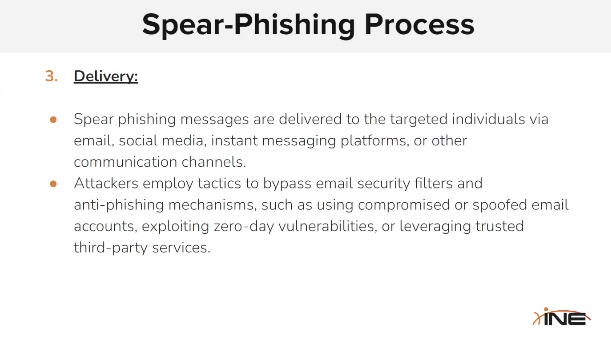 Spear-Phishing Process
3. Delivery:
● Spear phishing messages are delivered to the targeted individuals via
email, social media, instant messaging platforms, or other
communication channels.
● Attackers employ tactics to bypass email security filters and
anti-phishing mechanisms, such as using compromised or spoofed email
accounts, exploiting zero-day vulnerabilities, or leveraging trusted
third-party services.
INE